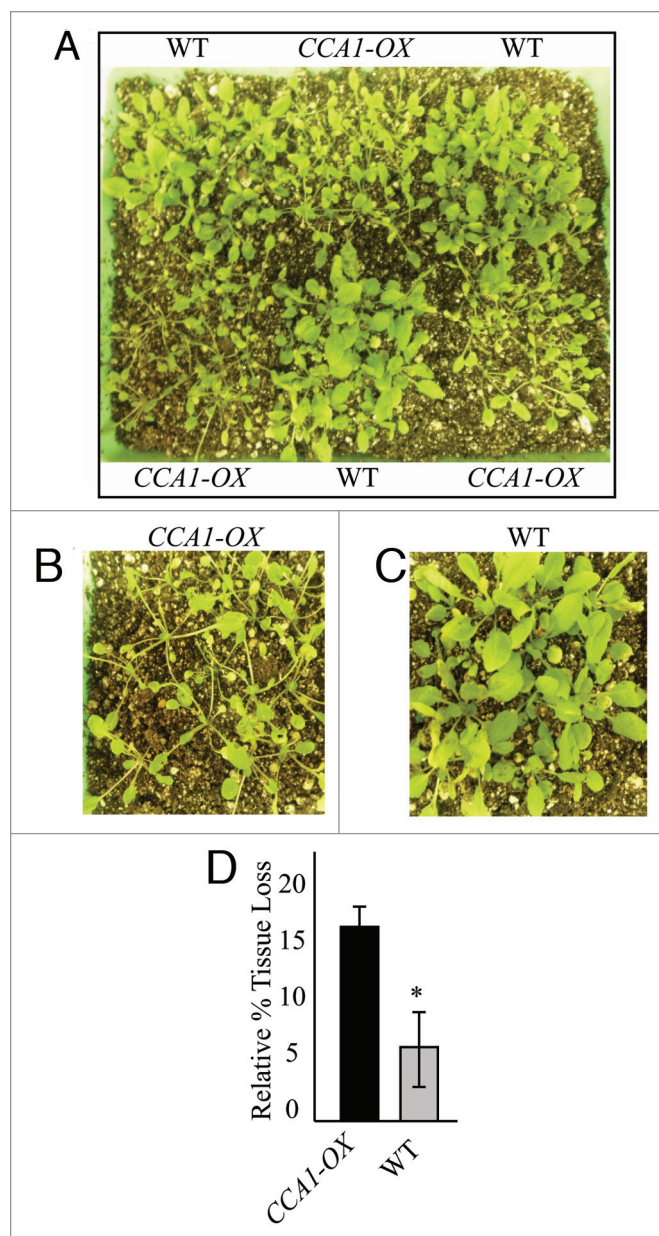 A
WT CCA1-OX WT
CCA1-OX WT CCA1-OX
B
CCA1-OX
C
WT
D
Relative % Tissue Loss
20
15
10
5
0
*
CCA1-OX
WT